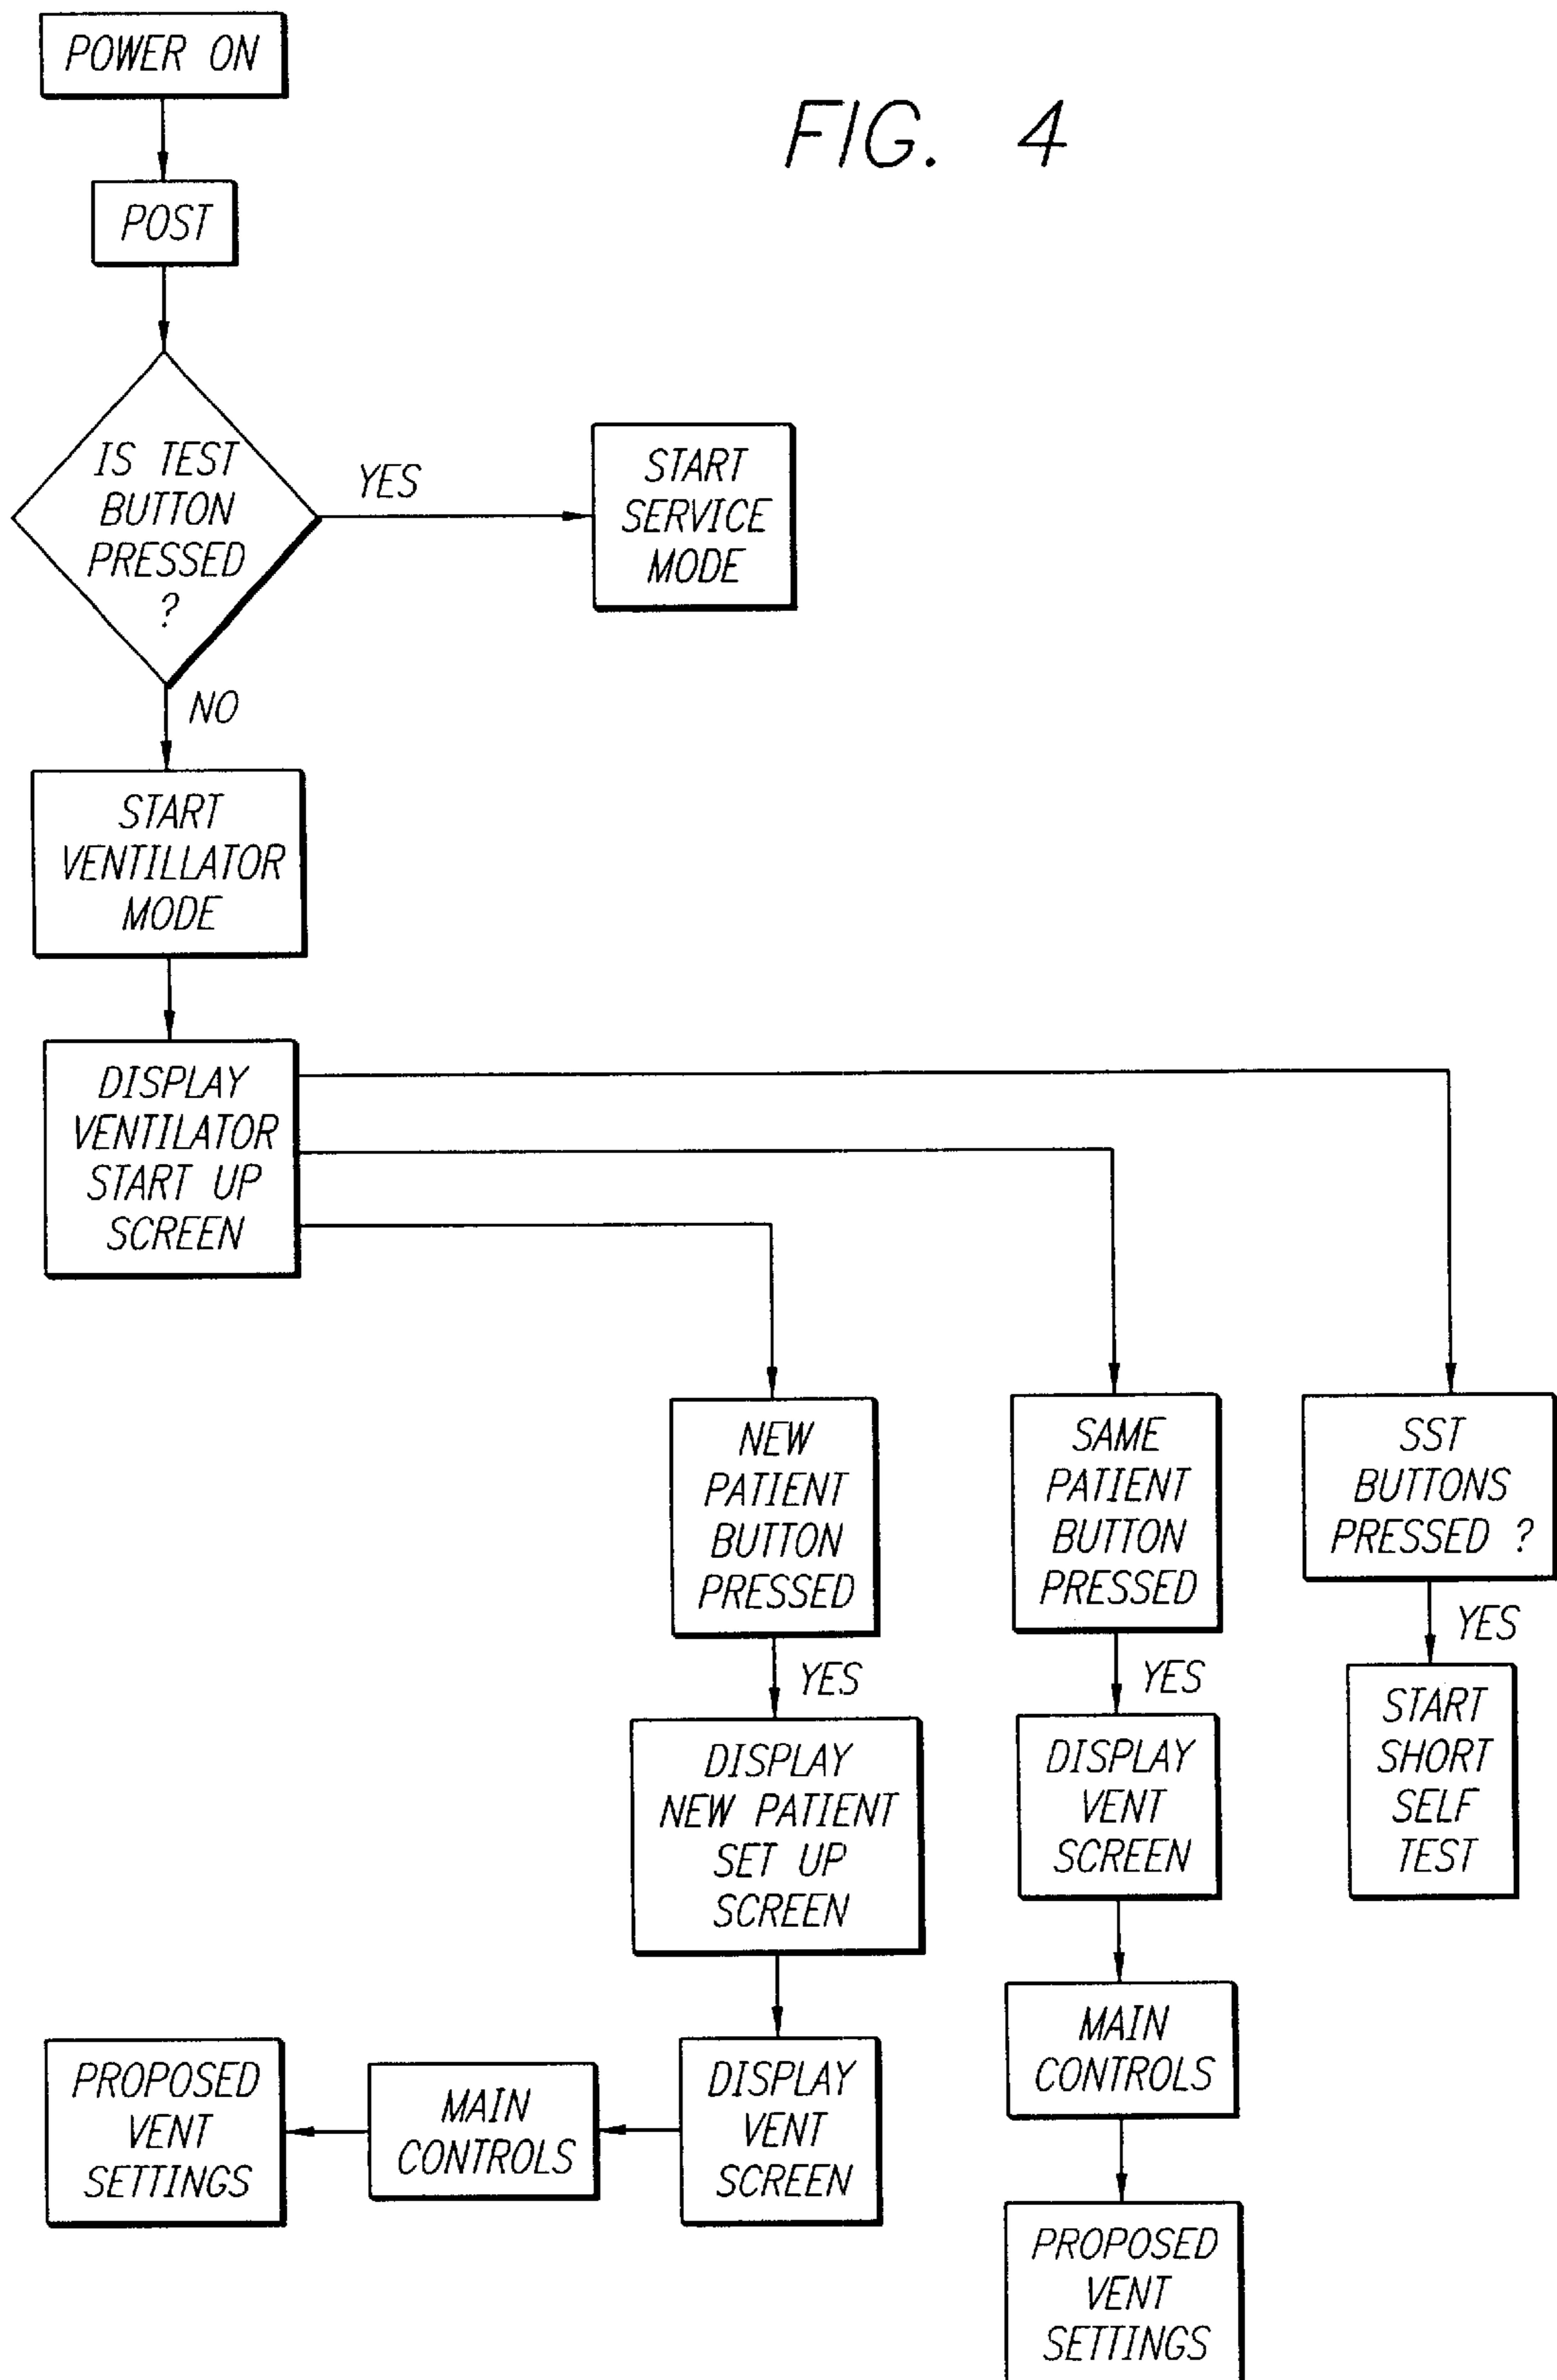 POWER ON
FIG. 4
POST
IS TEST
BUTTON
PRESSED
?
YES
START
SERVICE
MODE
NO
START
VENTILLATOR
MODE
DISPLAY
VENTILATOR
START UP
SCREEN
NEW
PATIENT
BUTTON
PRESSED
YES
DISPLAY
NEW PATIENT
SET UP
SCREEN
DISPLAY
VENT
SCREEN
MAIN
CONTROLS
PROPOSED
VENT
SETTINGS
SAME
PATIENT
BUTTON
PRESSED
YES
DISPLAY
VENT
SCREEN
MAIN
CONTROLS
PROPOSED
VENT
SETTINGS
SST
BUTTONS
PRESSED ?
YES
START
SHORT
SELF
TEST